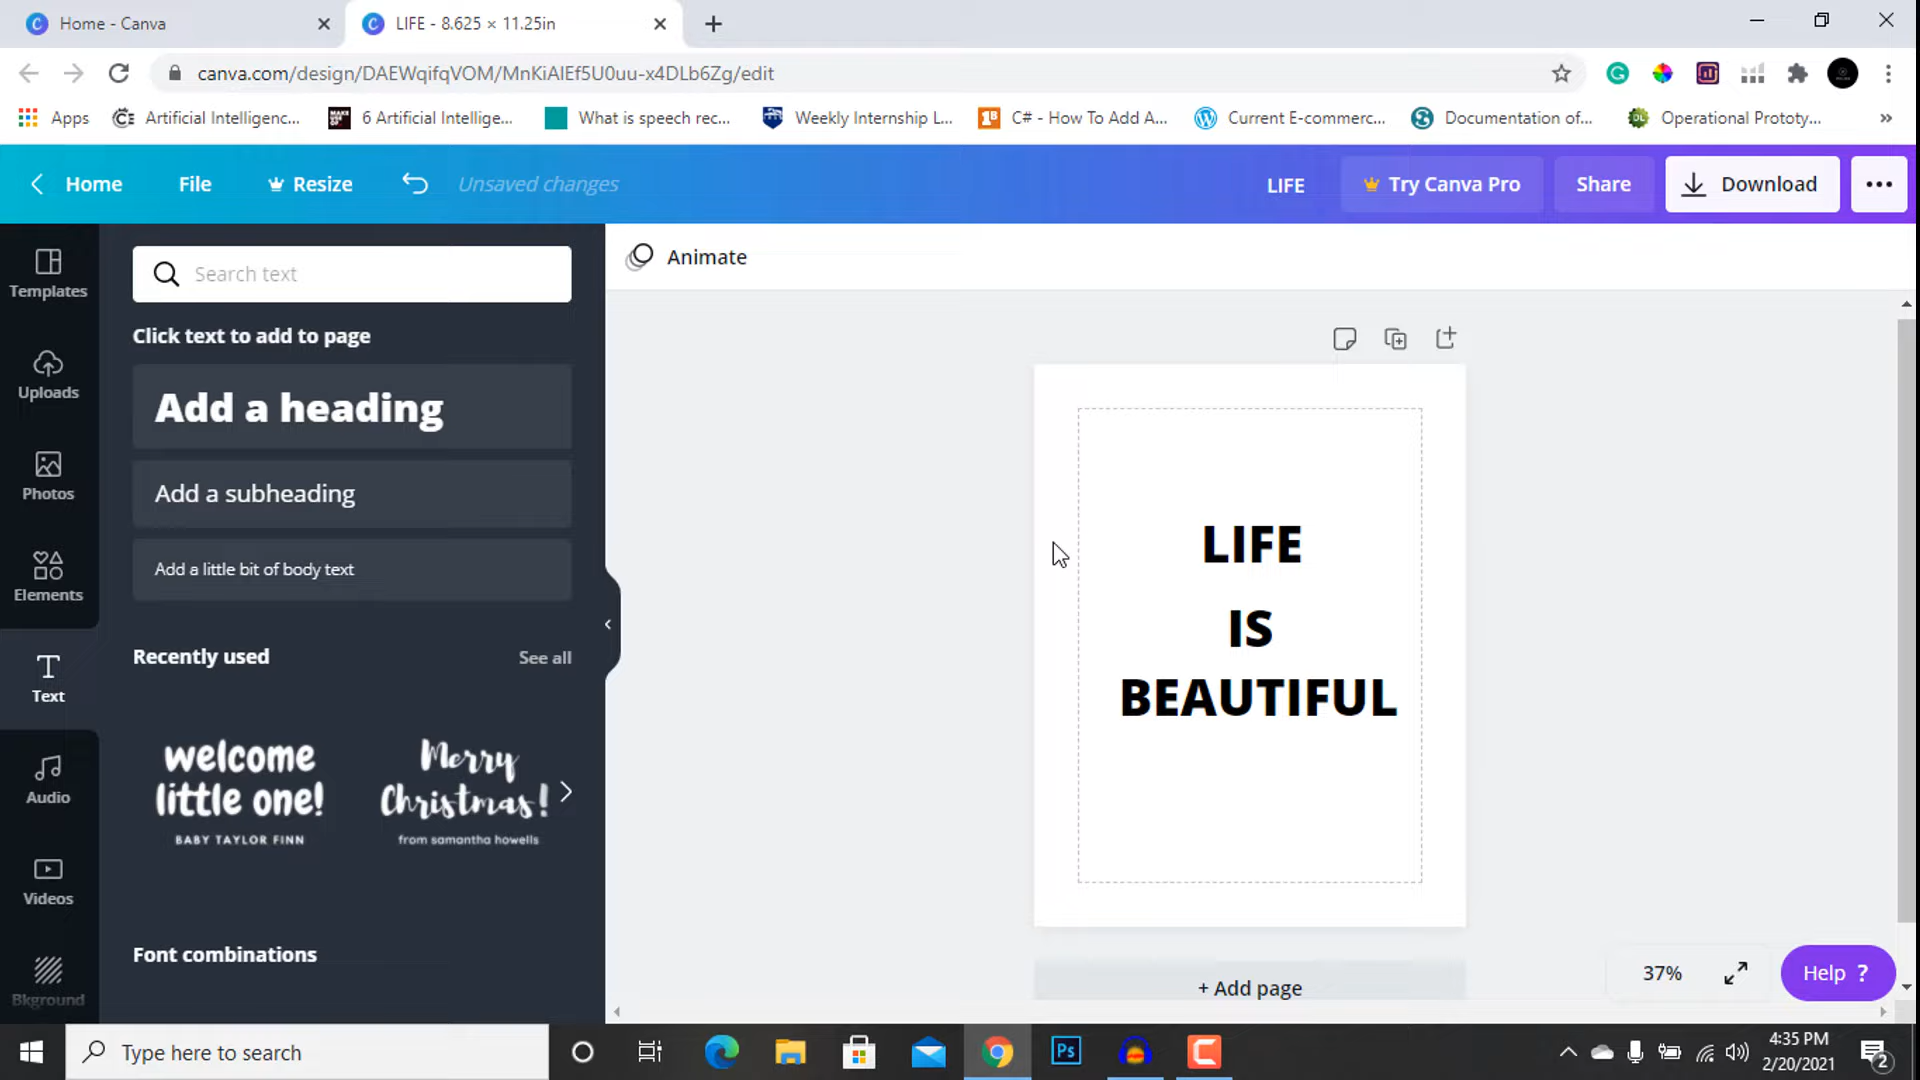 Home - Canva
LIFE - 8.625 × 11.25in
canva.com/design/DAEWqifqVOM/MnKiAIEf5U0uu-x4DLb6Zg/edit
Apps
Artificial Intelligenc...
6 Artificial Intellige...
What is speech rec...
Weekly Internship L...
C# - How To Add A...
Current E-commerc...
Documentation of...
Operational Prototy...
Home
File
Resize
Unsaved changes
LIFE
Try Canva Pro
Share
Download
Templates
Uploads
Photos
Elements
Text
Audio
Videos
Bkground
Search text
Click text to add to page
Add a heading
Add a subheading
Add a little bit of body text
Recently used
See all
welcome
little one!
BABY TAYLOR FINN
Merry
Christmas!
from samantha howells
Font combinations
Animate
LIFE
IS
BEAUTIFUL
+ Add page
37%
Help ?
Type here to search
Ps
4:35 PM
2/20/2021
2